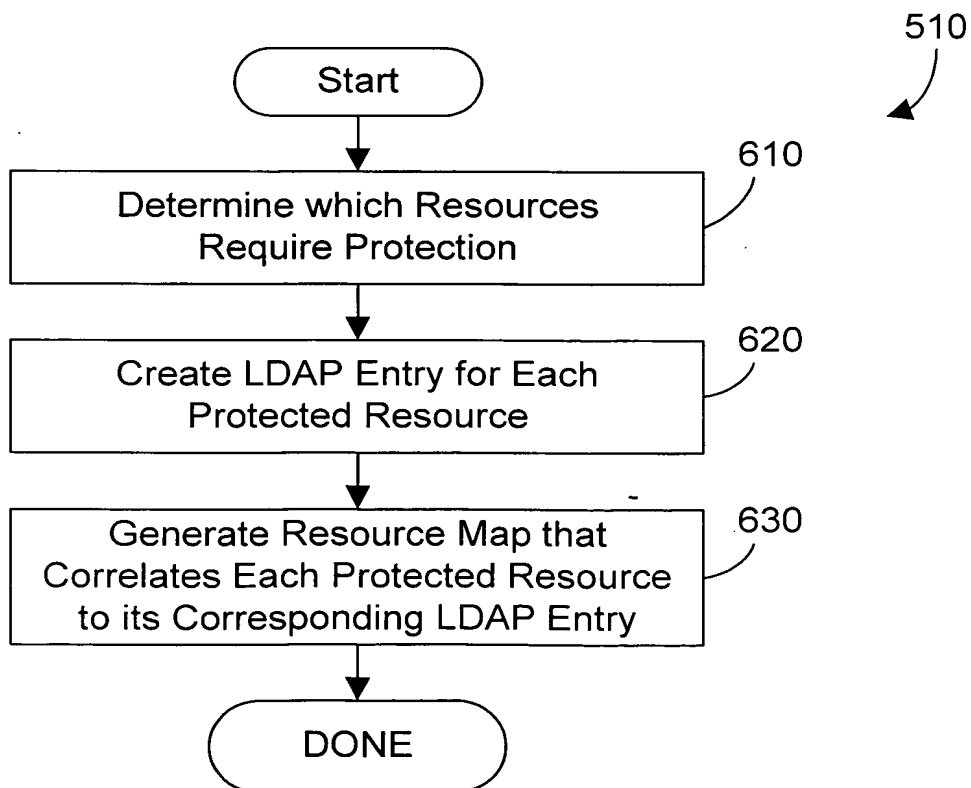 510
Start
610
Determine which Resources
Require Protection
620
Create LDAP Entry for Each
Protected Resource
630
Generate Resource Map that
Correlates Each Protected Resource
to its Corresponding LDAP Entry
DONE